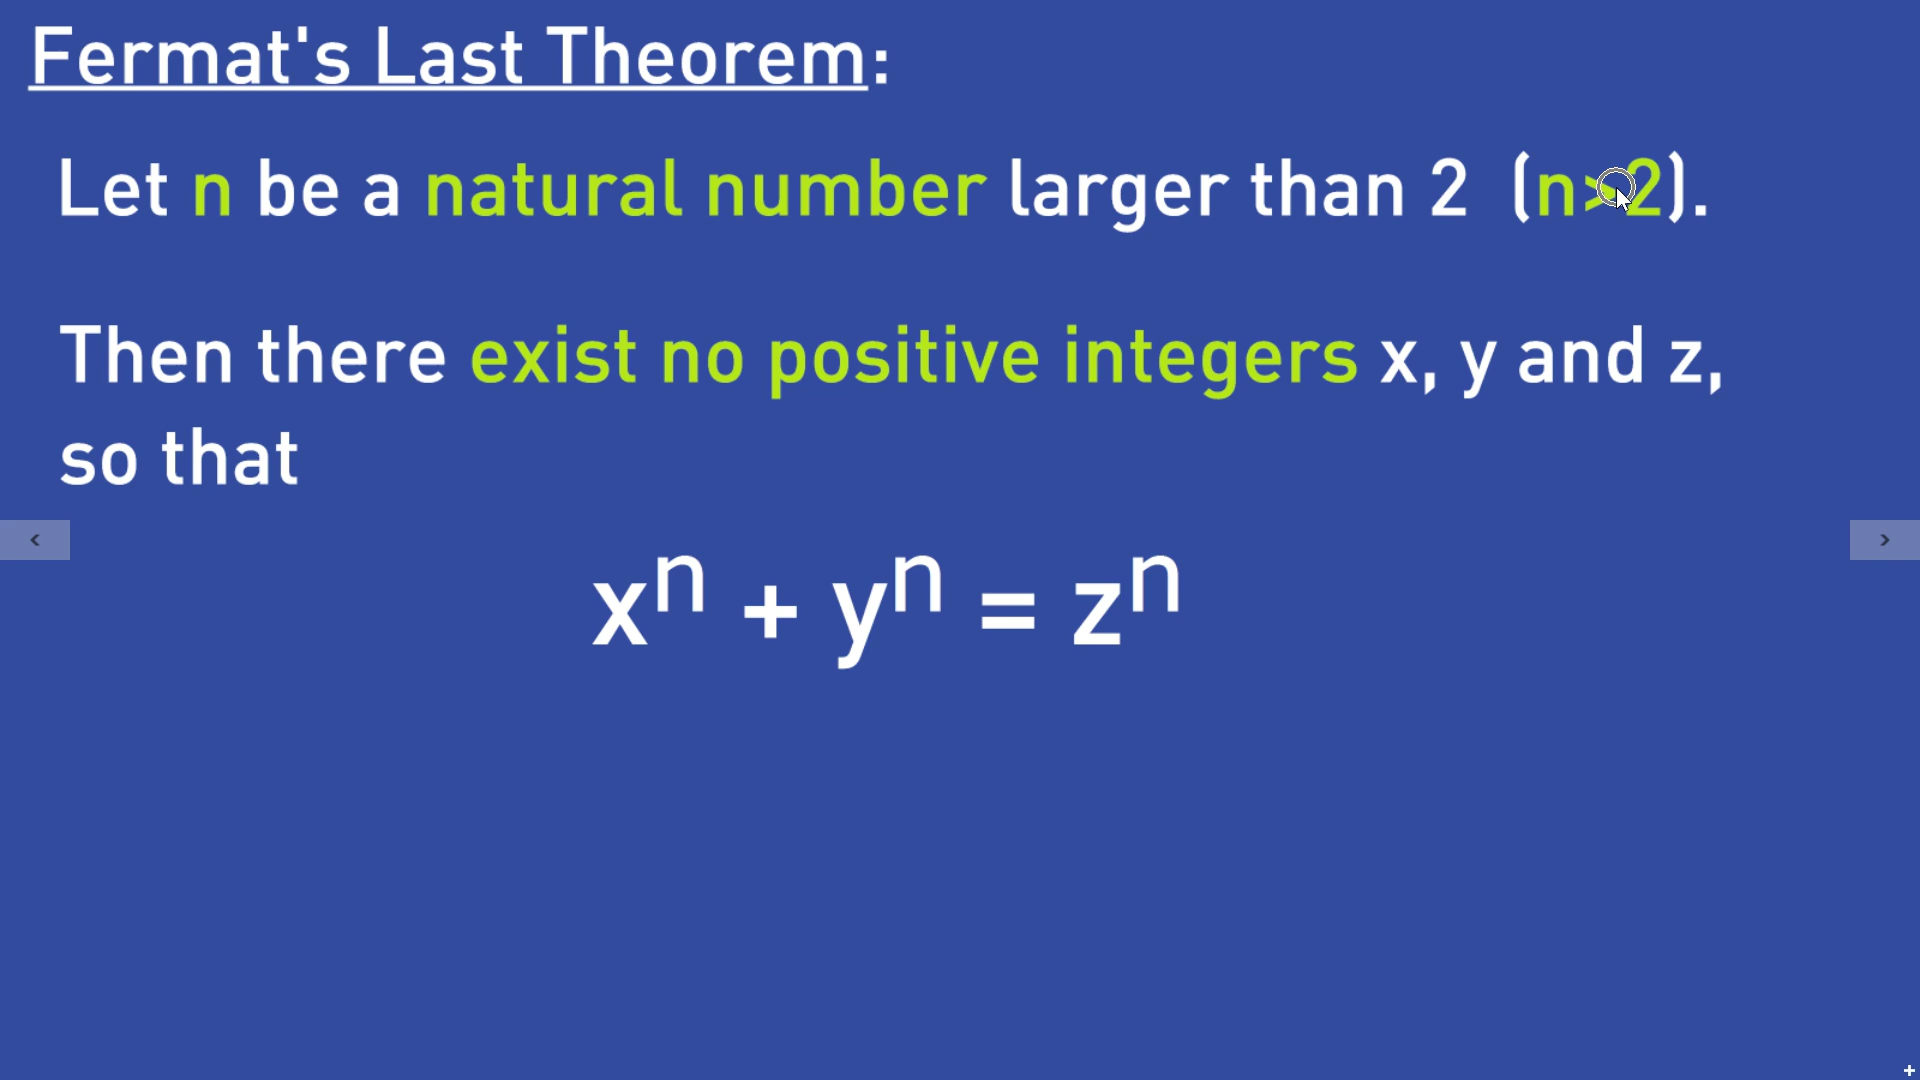 Fermat's Last Theorem:
Let n be a natural number larger than 2 (n>2).
Then there exist no positive integers x, y and z,
so that
< >
xⁿ + yⁿ = zⁿ
+